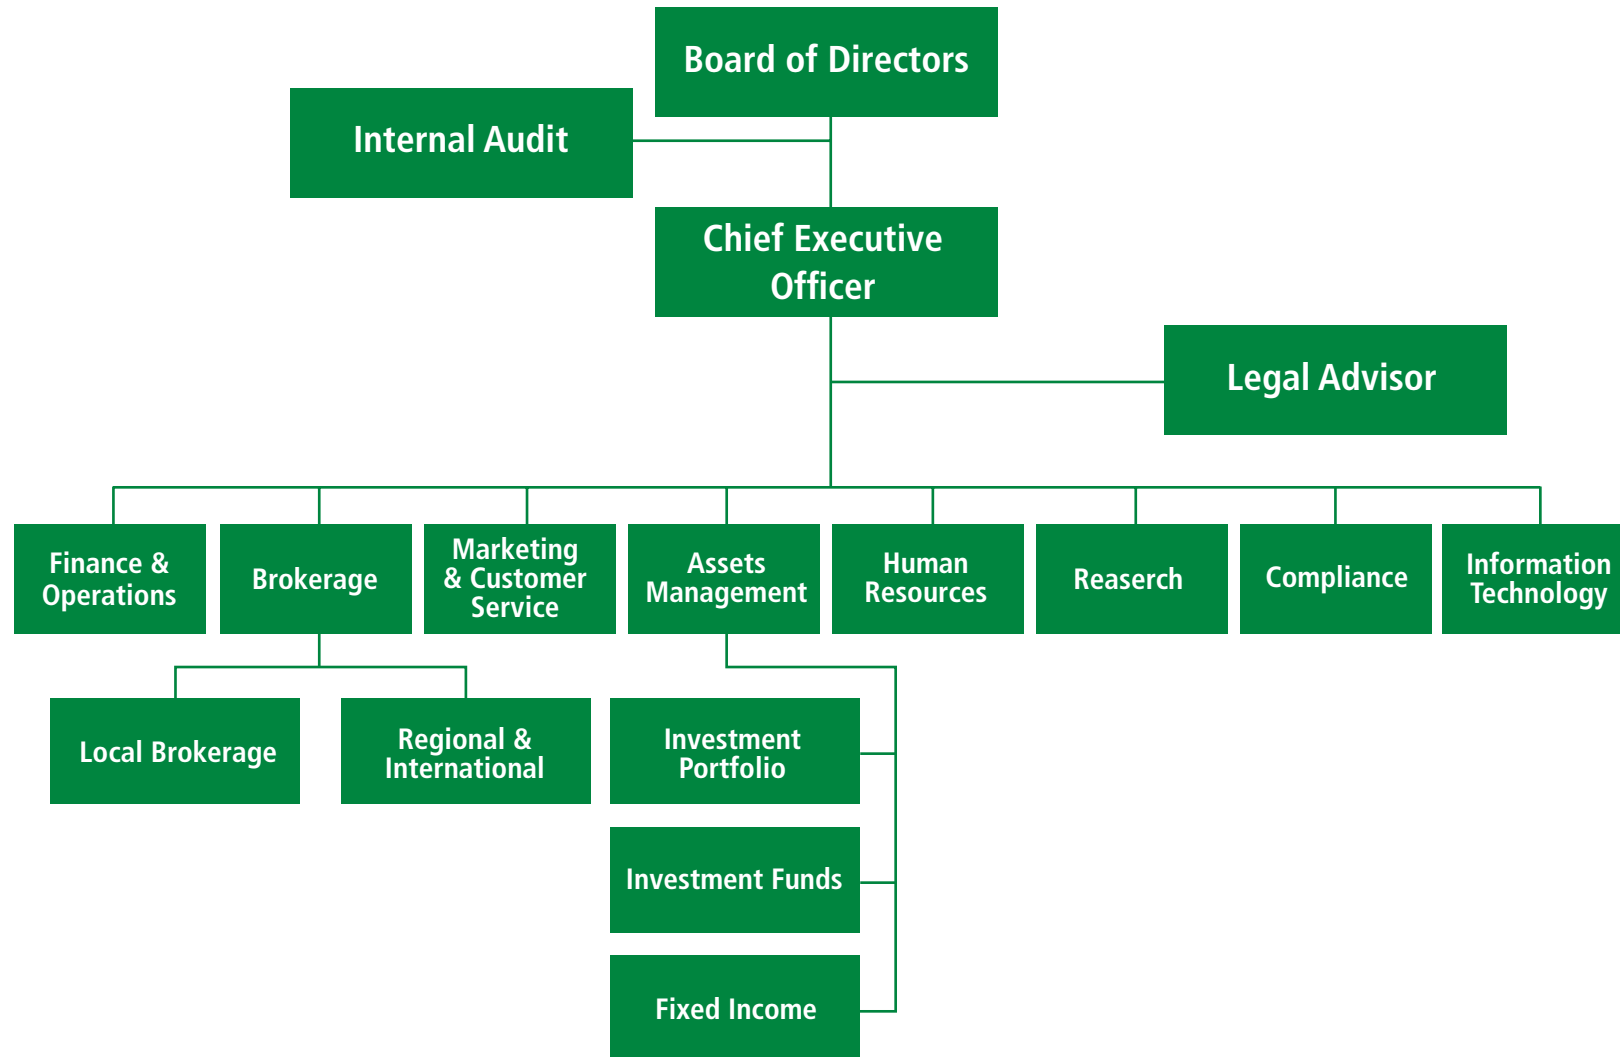 Board of Directors
Internal Audit
Chief Executive
Officer
Legal Advisor
Finance &
Operations
Brokerage
Marketing
& Customer
Service
Assets
Management
Human
Resources
Reaserch
Compliance
Information
Technology
Local Brokerage
Regional &
International
Investment
Portfolio
Investment Funds
Fixed Income